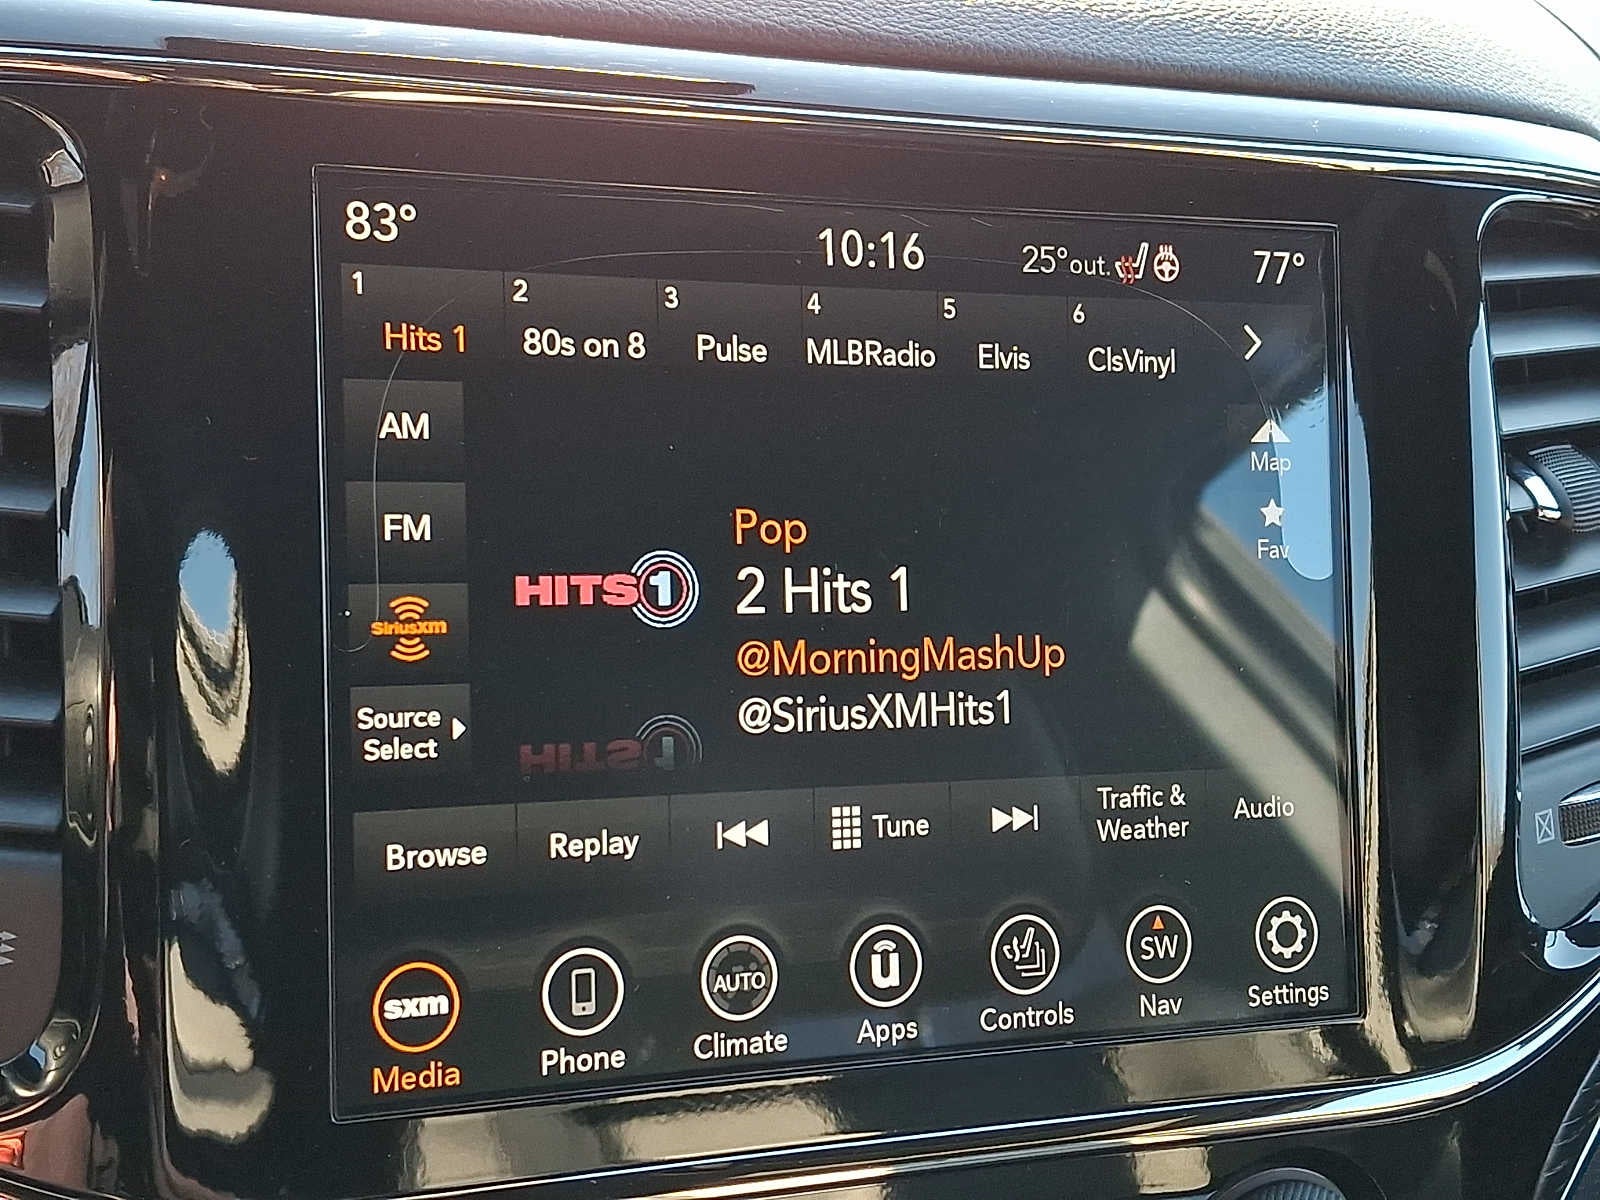 83°
10:16
25°out.
77°
1
Hits 1
2
80s on 8
3
Pulse
4
MLBRadio
5
Elvis
6
ClsVinyl
AM
FM
SiriusXM
Source
Select
HITS1
Pop
2 Hits 1
@MorningMashUp
@SiriusXMHits1
Map
Fav
Browse
Replay
Tune
Traffic &
Weather
Audio
sxm
Media
Phone
AUTO
Climate
ū
Apps
Controls
SW
Nav
Settings